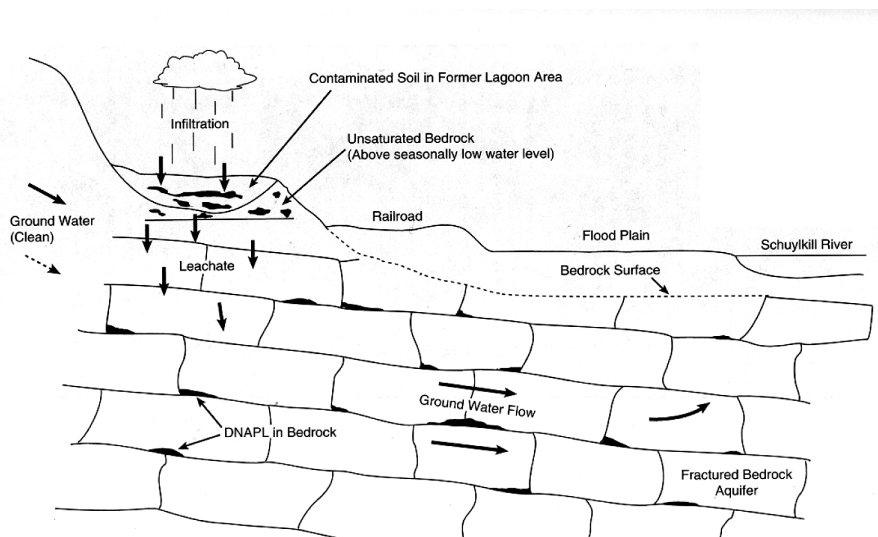 Contaminated Soil in Former Lagoon Area
Infiltration
Unsaturated Bedrock
(Above seasonally low water level)
Ground Water
(Clean)
Railroad
Flood Plain
Schuylkill River
Leachate
Bedrock Surface
Ground Water Flow
DNAPL in Bedrock
Fractured Bedrock
Aquifer